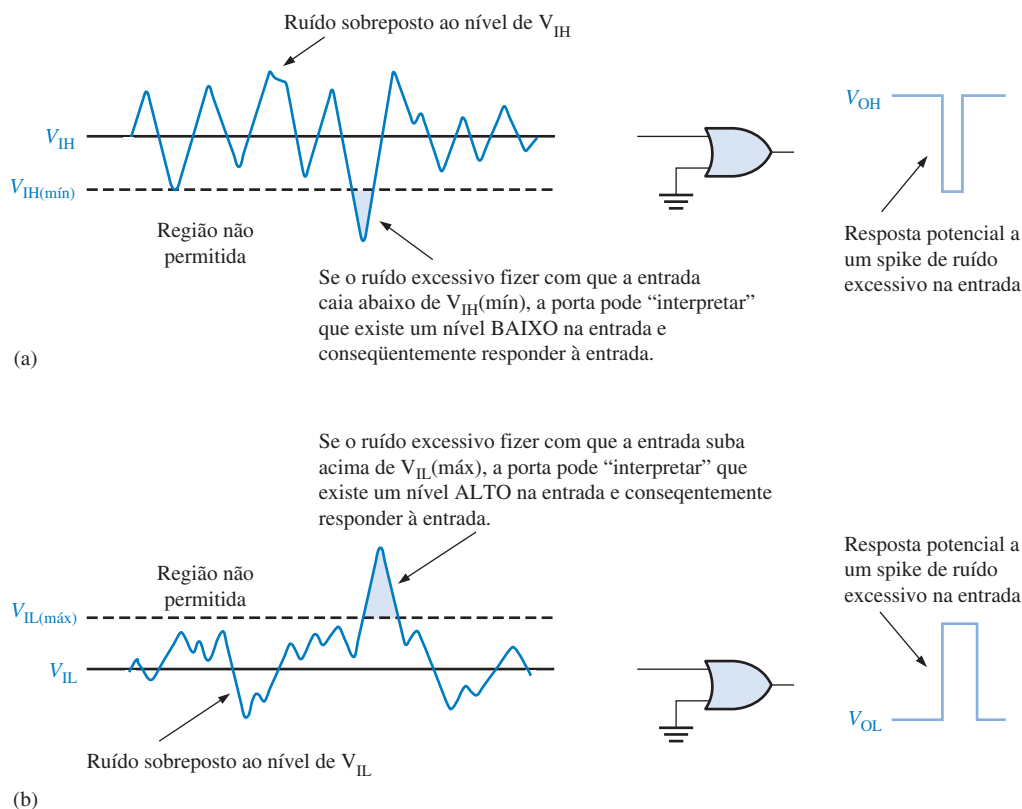 Ruído sobreposto ao nível de VIH
VIH
VIH(mín)
Região não
permitida
Se o ruído excessivo fizer com que a entrada
caia abaixo de VIH(mín), a porta pode “interpretar”
que existe um nível BAIXO na entrada e
conseqüentemente responder à entrada.
VOH
Resposta potencial a
um spike de ruído
excessivo na entrada
(a)
Se o ruído excessivo fizer com que a entrada suba
acima de VIL(máx), a porta pode “interpretar” que
existe um nível ALTO na entrada e conseqentemente
responder à entrada.
Região não
permitida
VIL(máx)
VIL
Ruído sobreposto ao nível de VIL
Resposta potencial a
um spike de ruído
excessivo na entrada
VOL
(b)